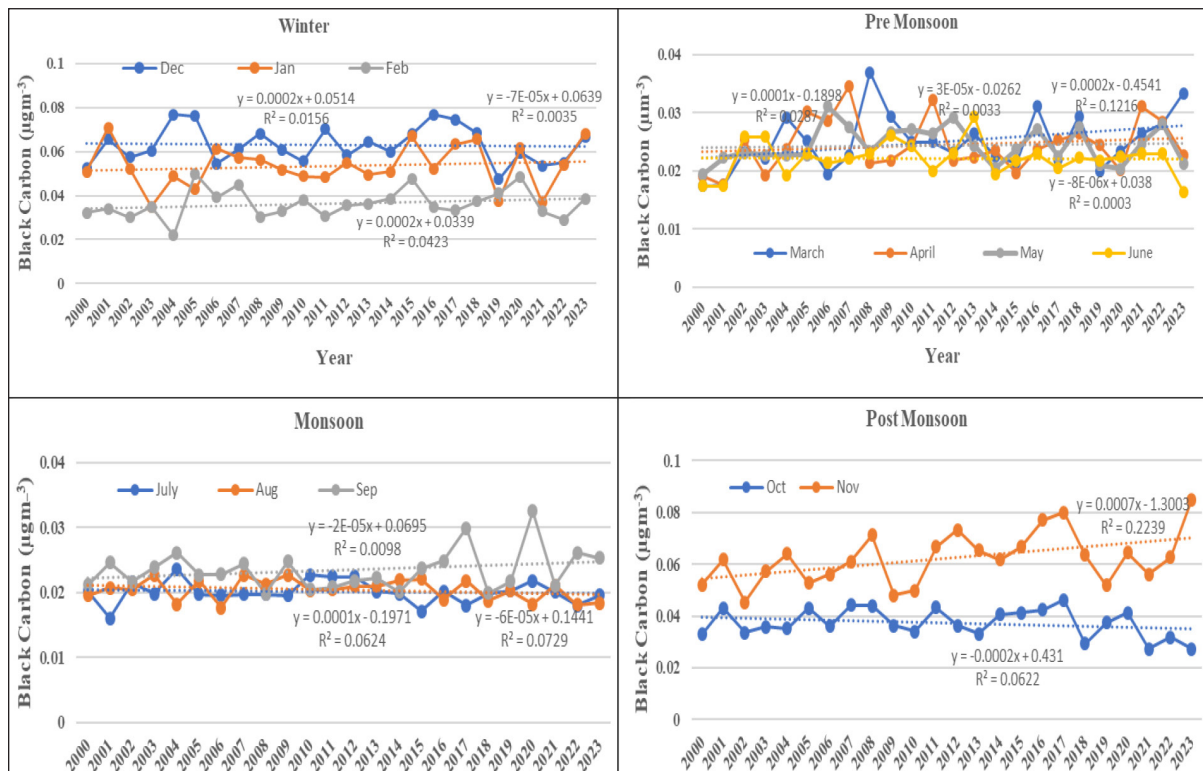 Winter
Dec Jan Feb
y = 0.0002x + 0.0514
R² = 0.0156
y = -7E-05x + 0.0639
R² = 0.0035
y = 0.0002x + 0.0339
R² = 0.0423
Black Carbon (µgm⁻³)
0.1
0.08
0.06
0.04
0.02
0
2000 2001 2002 2003 2004 2005 2006 2007 2008 2009 2010 2011 2012 2013 2014 2015 2016 2017 2018 2019 2020 2021 2022 2023
Year
Pre Monsoon
y = 0.0001x - 0.1898
R² = 0.0287
y = 3E-05x - 0.0262
R² = 0.0033
y = 0.0002x - 0.4541
R² = 0.1216
y = -8E-06x + 0.038
R² = 0.0003
Black Carbon (µm⁻³)
0.04
0.03
0.02
0.01
0
March April May June
2000 2001 2002 2003 2004 2005 2006 2007 2008 2009 2010 2011 2012 2013 2014 2015 2016 2017 2018 2019 2020 2021 2022 2023
Year
Monsoon
July Aug Sep
y = -2E-05x + 0.0695
R² = 0.0098
y = 0.0001x - 0.1971
R² = 0.0624
y = -6E-05x + 0.1441
R² = 0.0729
Black Carbon (µgm⁻³)
0.04
0.03
0.02
0.01
0
2000 2001 2002 2003 2004 2005 2006 2007 2008 2009 2010 2011 2012 2013 2014 2015 2016 2017 2018 2019 2020 2021 2022 2023
Post Monsoon
Oct Nov
y = 0.0007x - 1.3003
R² = 0.2239
y = -0.0002x + 0.431
R² = 0.0622
Black Carbon (µgm⁻³)
0.1
0.08
0.06
0.04
0.02
0
2000 2001 2002 2003 2004 2005 2006 2007 2008 2009 2010 2011 2012 2013 2014 2015 2016 2017 2018 2019 2020 2021 2022 2023